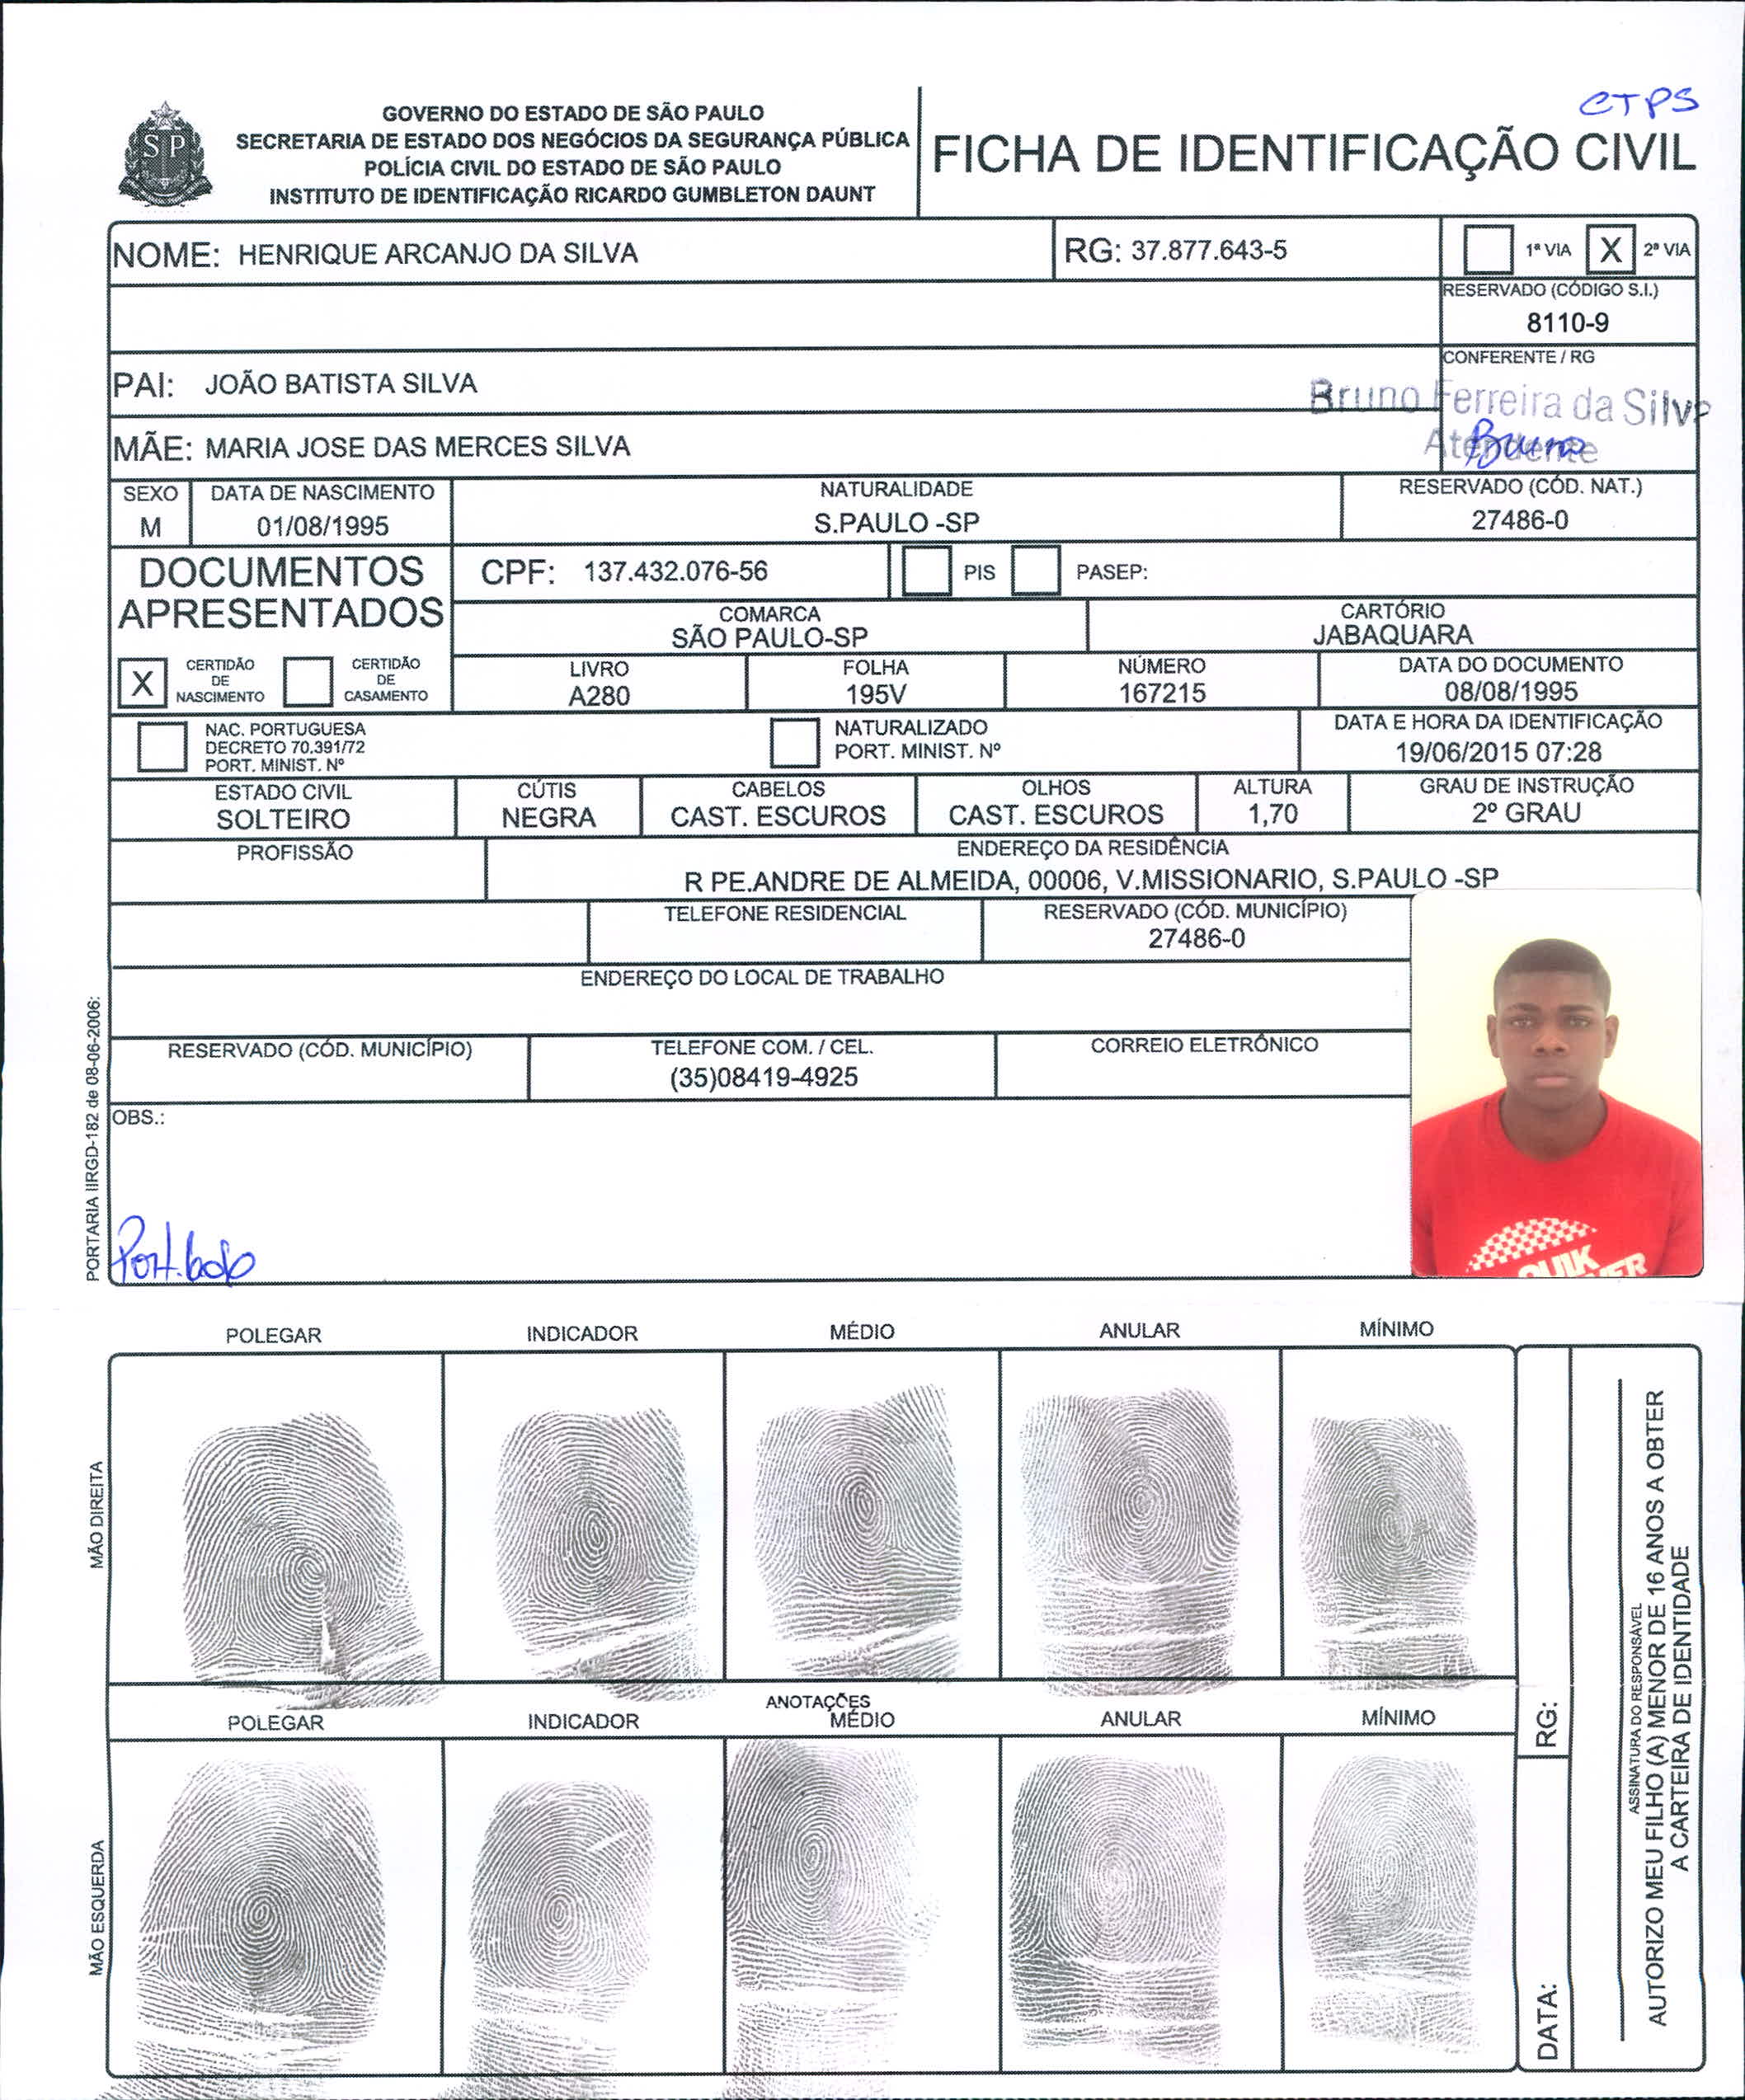 CTPS
GOVERNO DO ESTADO DE SÃO PAULO
SECRETARIA DE ESTADO DOS NEGÓCIOS DA SEGURANÇA PÚBLICA
POLÍCIA CIVIL DO ESTADO DE SÃO PAULO
INSTITUTO DE IDENTIFICAÇÃO RICARDO GUMBLETON DAUNT
SP
FICHA DE IDENTIFICAÇÃO CIVIL
NOME: HENRIQUE ARCANJO DA SILVA RG: 37.877.643-5 1ª VIA X 2ª VIA
RESERVADO (CÓDIGO S.I.)
8110-9
PAI: JOÃO BATISTA SILVA
CONFERENTE / RG
Bruno Ferreira da Silva
Atendente
Bruno
MÃE: MARIA JOSE DAS MERCES SILVA
SEXO DATA DE NASCIMENTO NATURALIDADE RESERVADO (CÓD. NAT.)
M 01/08/1995 S.PAULO -SP 27486-0
DOCUMENTOS
APRESENTADOS
CPF: 137.432.076-56 PIS PASEP:
COMARCA CARTÓRIO
SÃO PAULO-SP JABAQUARA
X CERTIDÃO
DE
NASCIMENTO
CERTIDÃO
DE
CASAMENTO
LIVRO FOLHA NÚMERO DATA DO DOCUMENTO
A280 195V 167215 08/08/1995
NAC. PORTUGUESA
DECRETO 70.391/72
PORT. MINIST. Nº
NATURALIZADO
PORT. MINIST. Nº
DATA E HORA DA IDENTIFICAÇÃO
19/06/2015 07:28
ESTADO CIVIL CÚTIS CABELOS OLHOS ALTURA GRAU DE INSTRUÇÃO
SOLTEIRO NEGRA CAST. ESCUROS CAST. ESCUROS 1,70 2º GRAU
PROFISSÃO ENDEREÇO DA RESIDÊNCIA
R PE.ANDRE DE ALMEIDA, 00006, V.MISSIONARIO, S.PAULO -SP
TELEFONE RESIDENCIAL RESERVADO (CÓD. MUNICÍPIO)
27486-0
ENDEREÇO DO LOCAL DE TRABALHO
RESERVADO (CÓD. MUNICÍPIO) TELEFONE COM. / CEL. CORREIO ELETRÔNICO
(35)08419-4925
OBS.:
PORTARIA IIRGD-182 de 08-06-2006:
QUIK
POLEGAR INDICADOR MÉDIO ANULAR MÍNIMO
MÃO DIREITA
ANOTAÇÕES
POLEGAR INDICADOR MÉDIO ANULAR MÍNIMO
MÃO ESQUERDA
RG:
DATA:
ASSINATURA DO RESPONSÁVEL
AUTORIZO MEU FILHO (A) MENOR DE 16 ANOS A OBTER
A CARTEIRA DE IDENTIDADE